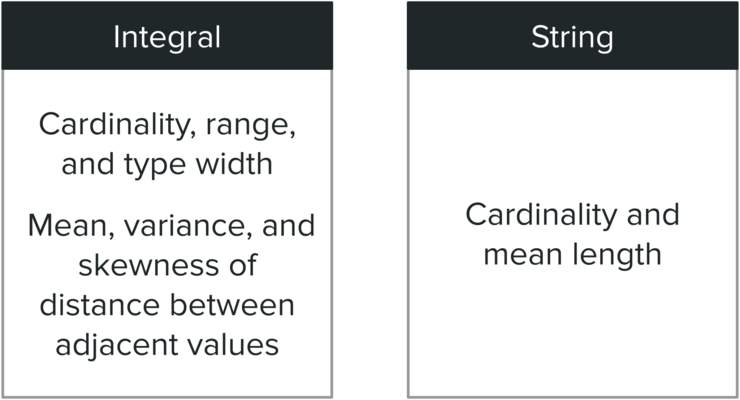 Integral
Cardinality, range,
and type width
Mean, variance, and
skewness of
distance between
adjacent values
String
Cardinality and
mean length